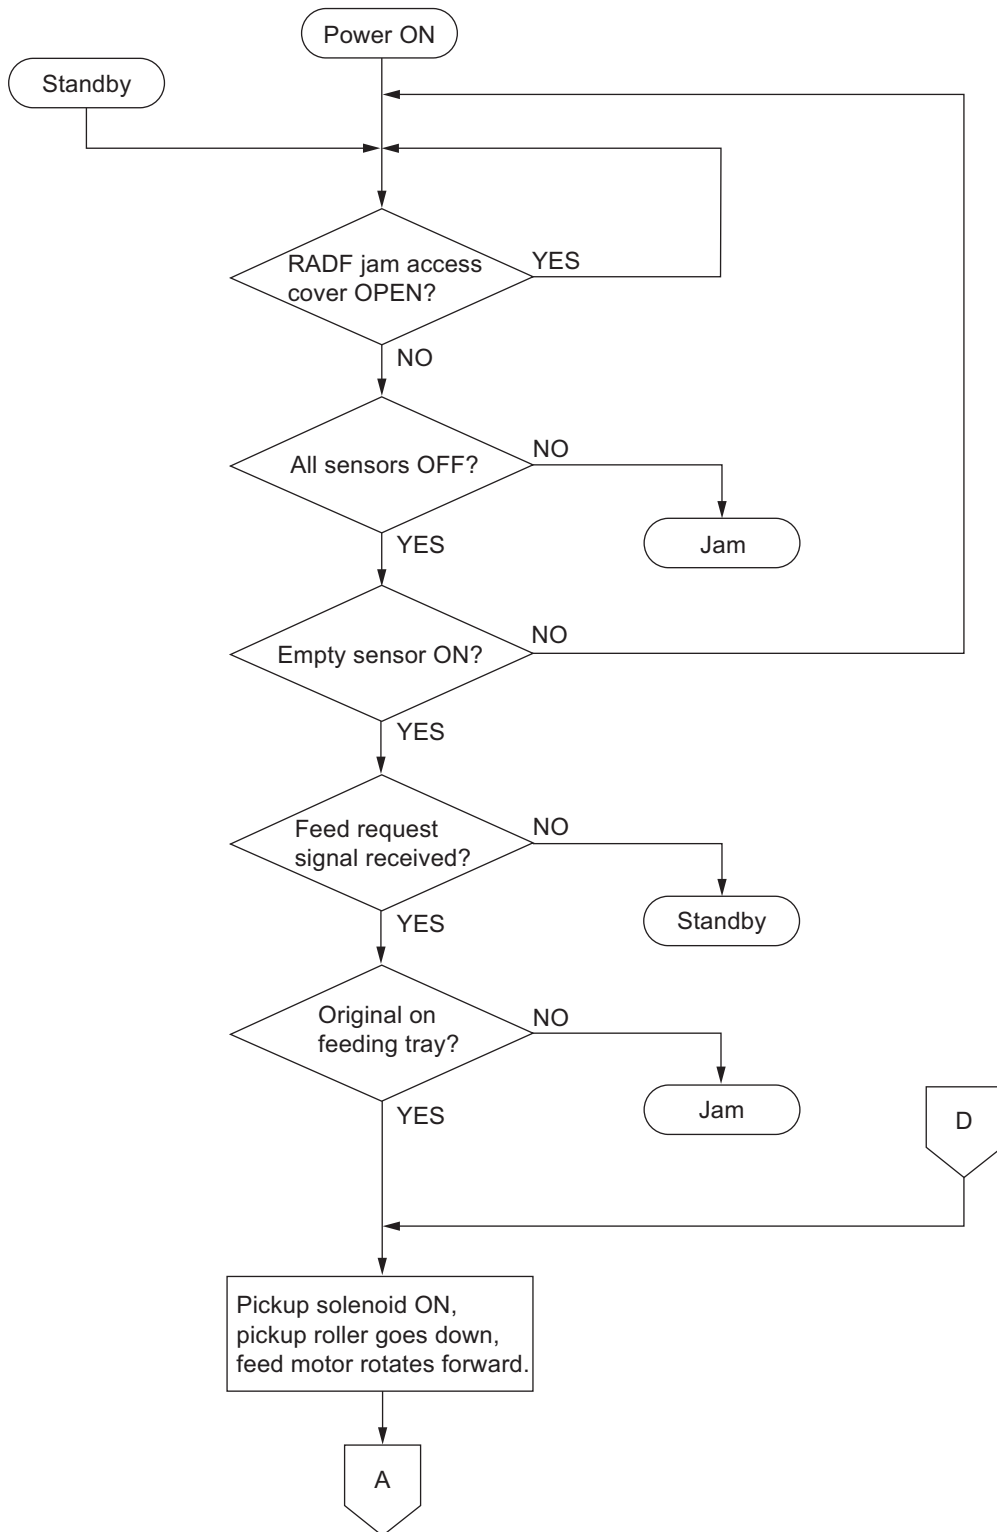 Power ON
Standby
RADF jam access
cover OPEN?
YES
NO
All sensors OFF?
NO
Jam
YES
Empty sensor ON?
NO
YES
Feed request
signal received?
NO
Standby
YES
Original on
feeding tray?
NO
Jam
YES
D
Pickup solenoid ON,
pickup roller goes down,
feed motor rotates forward.
A